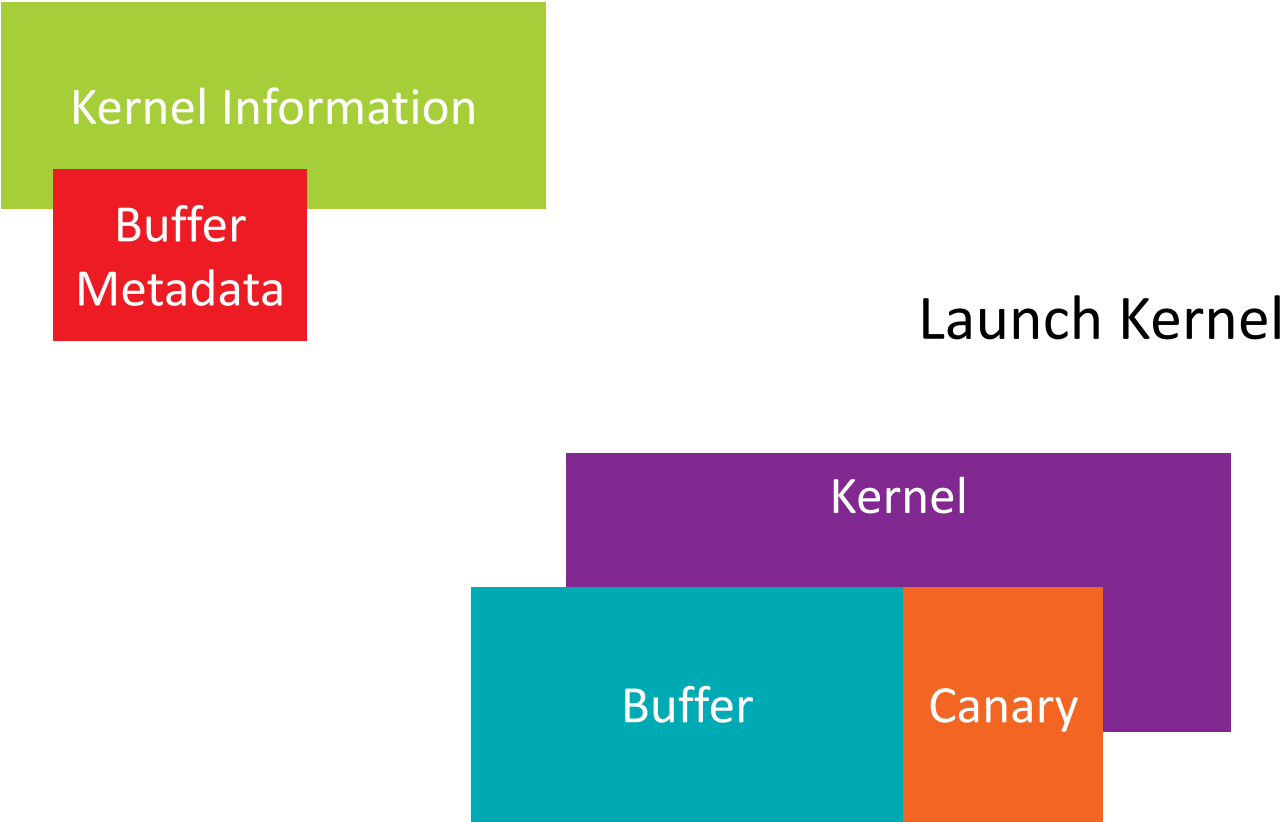 Kernel Information
Buffer
Metadata
Launch Kernel
Kernel
Buffer
Canary